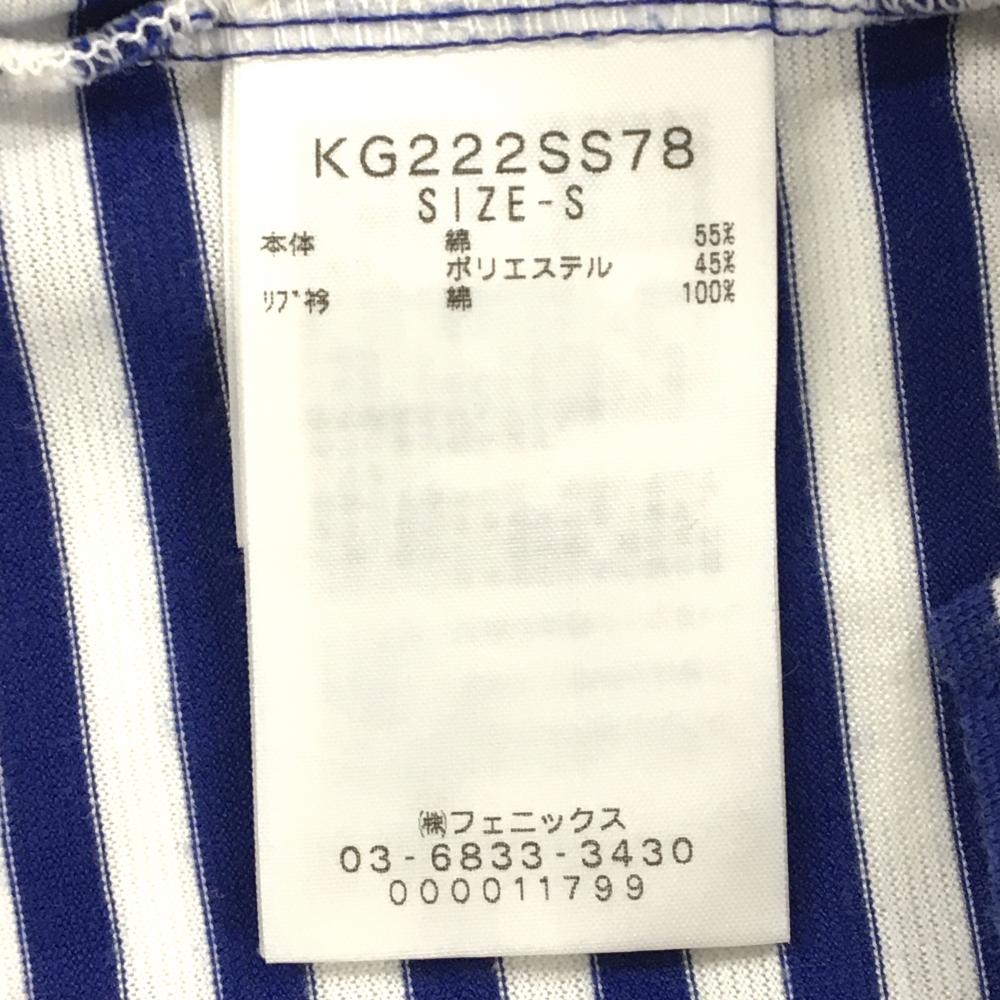 KG222SS78
SIZE-S
本体 綿 55%
ポリエステル 45%
リブ衿 綿 100%
㈱フェニックス
03-6833-3430
000011799